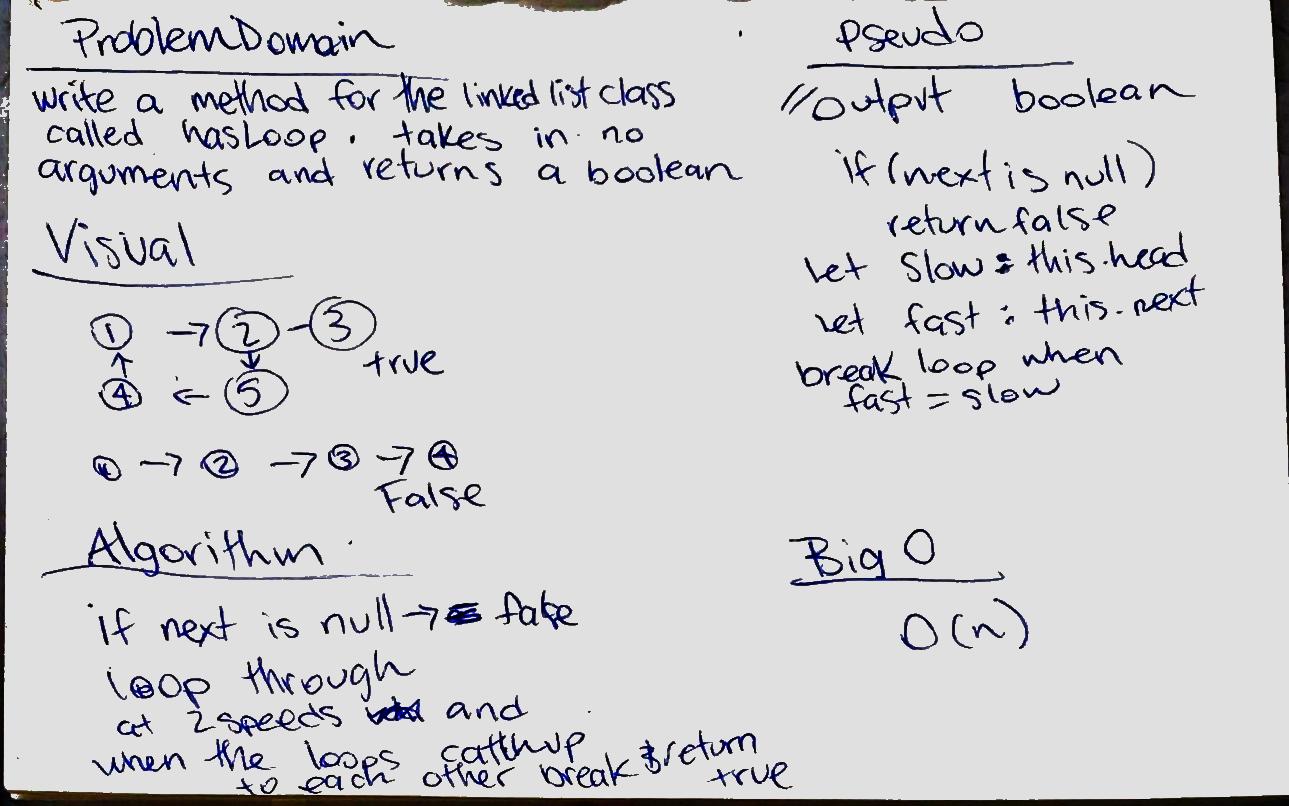 ProblemDomain
write a method for the linked list class
called hasLoop. takes in no
arguments and returns a boolean
Visual
① → ② - ③
true
↑ ↓
④ ← ⑤
① → ② → ③ → ④
False
Algorithm
if next is null → false
loop through
at 2 speeds and
when the loops catch up
to each other break & return
true
Pseudo
//output boolean
if (next is null)
return false
Let slow = this.head
Let fast = this.next
break loop when
fast = slow
Big O
O(n)